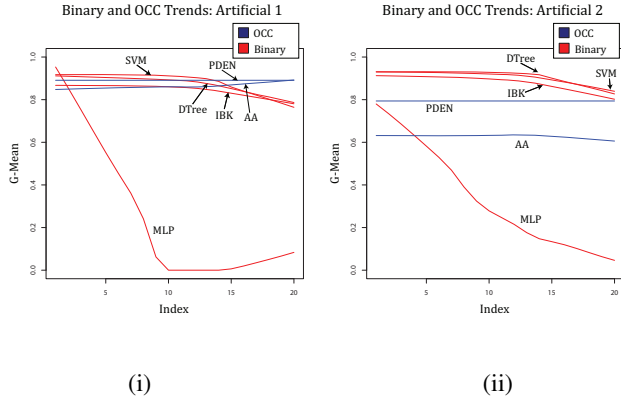 Binary and OCC Trends: Artificial 1
OCC
Binary
SVM
PDEN
DTree
IBK
AA
MLP
G-Mean
0.0
0.2
0.4
0.6
0.8
1.0
5
10
15
20
Index
(i)
Binary and OCC Trends: Artificial 2
OCC
Binary
DTree
SVM
IBK
PDEN
AA
MLP
G-Mean
0.0
0.2
0.4
0.6
0.8
1.0
5
10
15
20
Index
(ii)